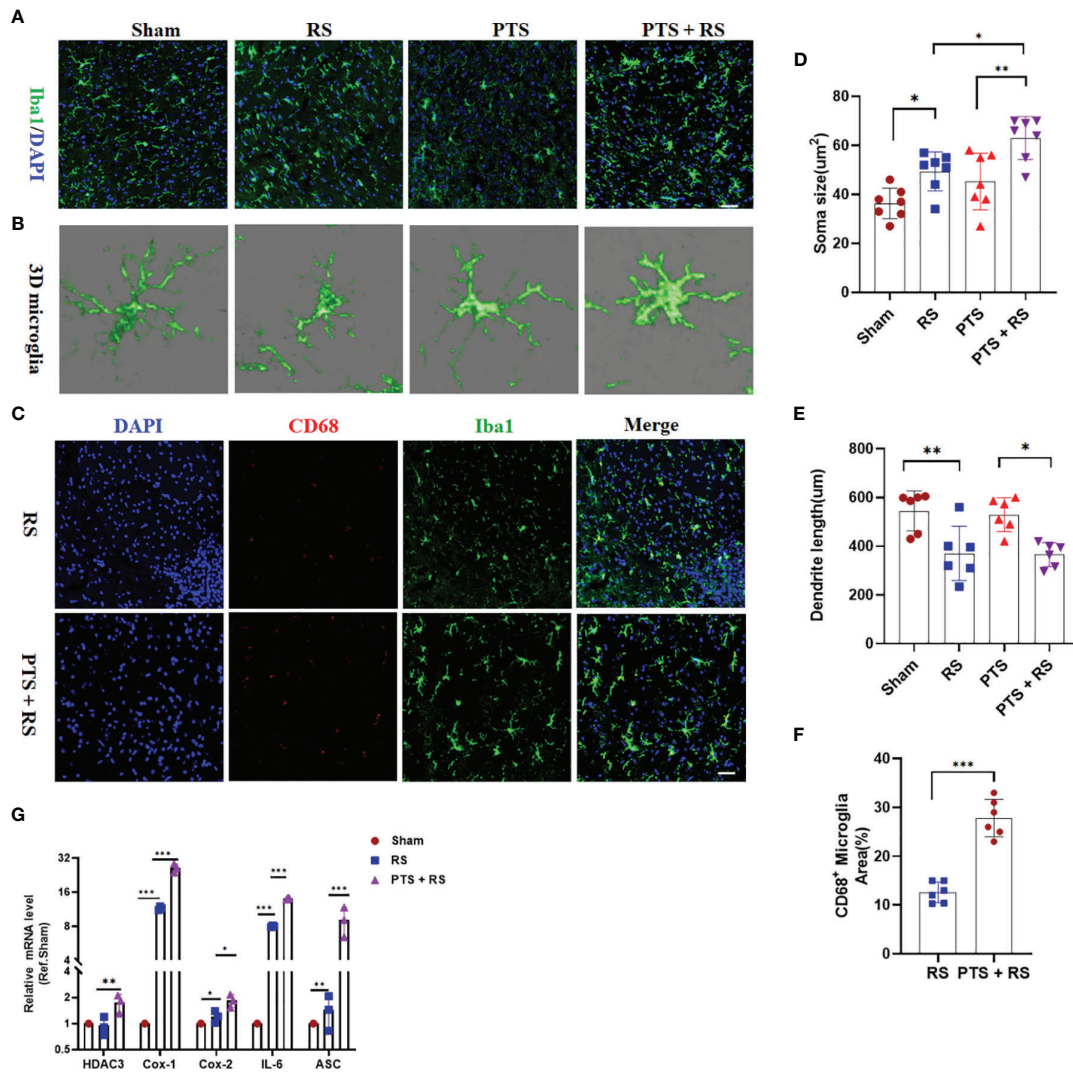 A
Sham RS PTS PTS + RS
Iba1/DAPI
B
3D microglia
C
DAPI CD68 Iba1 Merge
RS
PTS + RS
D
Soma size(um²)
80
60
40
20
0
* ** *
Sham RS PTS PTS + RS
E
Dendrite length(um)
800
600
400
200
0
** *
Sham RS PTS PTS + RS
F
CD68⁺ Microglia
Area(%)
40
30
20
10
0
***
RS PTS + RS
G
Sham
RS
PTS + RS
Relative mRNA level
(Ref.Sham)
32
16
8
4
4
2
1
0.5
** *** *** * * *** *** ** ***
HDAC3 Cox-1 Cox-2 IL-6 ASC